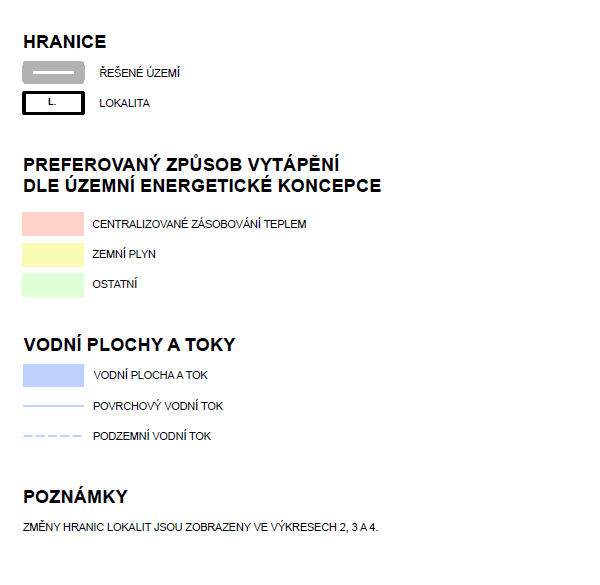 HRANICE
ŘEŠENÉ ÚZEMÍ
L.
LOKALITA
PREFEROVANÝ ZPŮSOB VYTÁPĚNÍ
DLE ÚZEMNÍ ENERGETICKÉ KONCEPCE
CENTRALIZOVANÉ ZÁSOBOVÁNÍ TEPLEM
ZEMNÍ PLYN
OSTATNÍ
VODNÍ PLOCHY A TOKY
VODNÍ PLOCHA A TOK
POVRCHOVÝ VODNÍ TOK
PODZEMNÍ VODNÍ TOK
POZNÁMKY
ZMĚNY HRANIC LOKALIT JSOU ZOBRAZENY VE VÝKRESECH 2, 3 A 4.